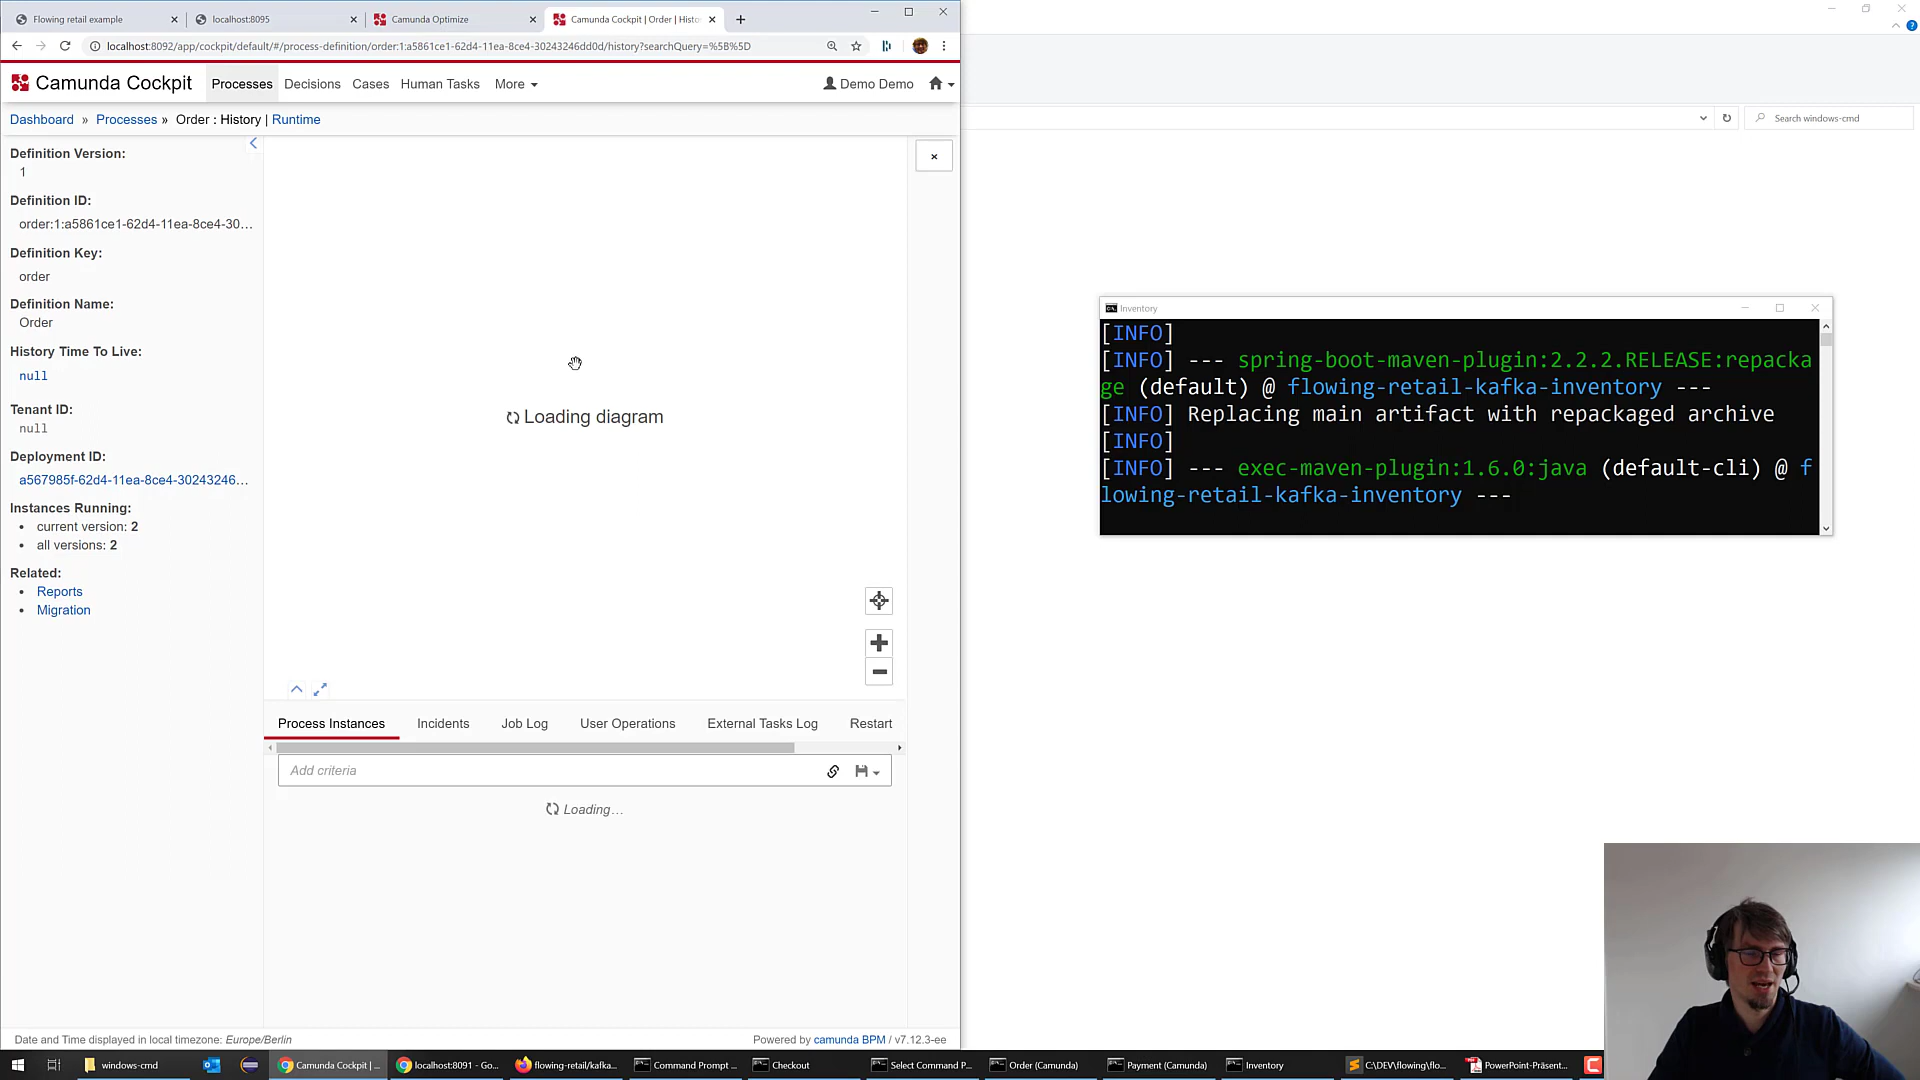 Flowing retail example
localhost:8095
Camunda Optimize
Camunda Cockpit | Order | Histo
localhost:8092/app/cockpit/default/#/process-definition/order:1:a5861ce1-62d4-11ea-8ce4-30243246dd0d/history?searchQuery=%5B%5D
Camunda Cockpit
Processes
Decisions
Cases
Human Tasks
More
Demo Demo
Dashboard » Processes » Order : History | Runtime
Search windows-cmd
Definition Version:
1
Definition ID:
order:1:a5861ce1-62d4-11ea-8ce4-30...
Definition Key:
order
Definition Name:
Order
History Time To Live:
null
Tenant ID:
null
Deployment ID:
a567985f-62d4-11ea-8ce4-30243246...
Instances Running:
current version: 2
all versions: 2
Related:
Reports
Migration
Loading diagram
Process Instances
Incidents
Job Log
User Operations
External Tasks Log
Restart
Add criteria
Loading...
Inventory
[INFO]
[INFO] --- spring-boot-maven-plugin:2.2.2.RELEASE:repacka
ge (default) @ flowing-retail-kafka-inventory ---
[INFO] Replacing main artifact with repackaged archive
[INFO]
[INFO] --- exec-maven-plugin:1.6.0:java (default-cli) @ f
lowing-retail-kafka-inventory ---
Date and Time displayed in local timezone: Europe/Berlin
Powered by camunda BPM / v7.12.3-ee
windows-cmd
Camunda Cockpit | ...
localhost:8091 - Go...
flowing-retail/kafka...
Command Prompt ...
Checkout
Select Command P...
Order (Camunda)
Payment (Camunda)
Inventory
C:\DEV\flowing\flo...
PowerPoint-Präsent...